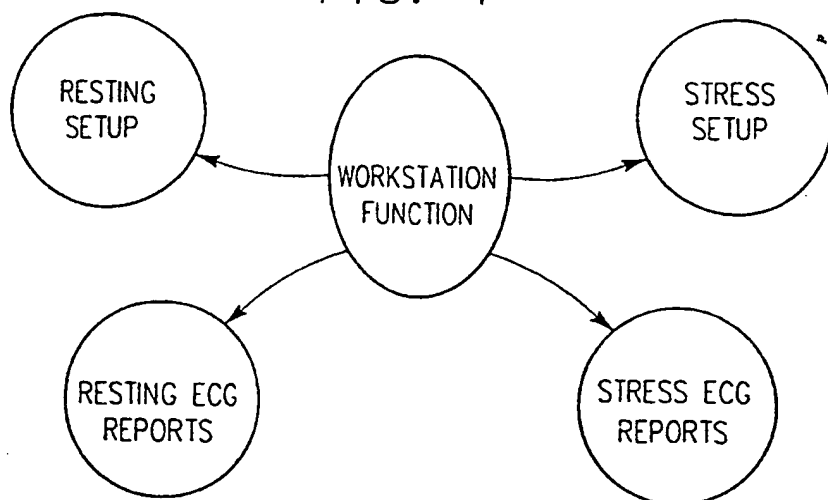 RESTING
SETUP
STRESS
SETUP
WORKSTATION
FUNCTION
RESTING ECG
REPORTS
STRESS ECG
REPORTS